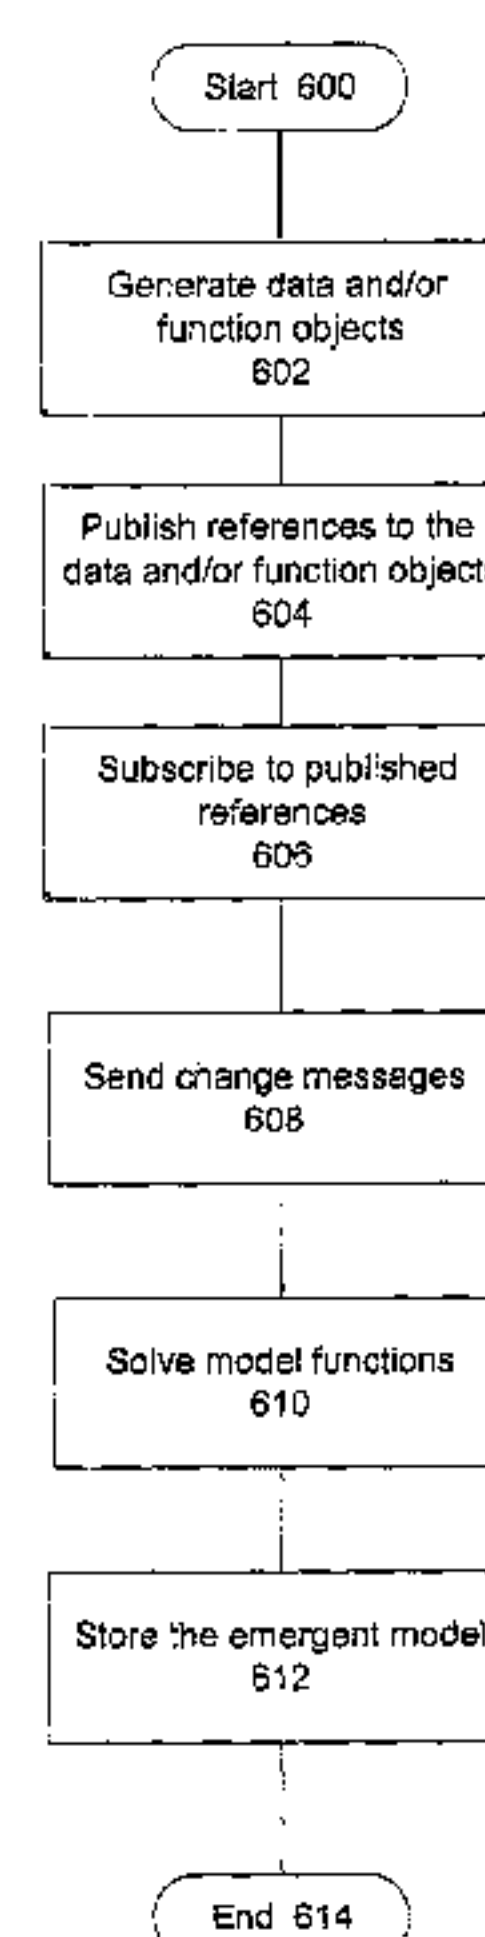 Start 600
Generate data and/or
function objects
602
Publish references to the
data and/or function objects
604
Subscribe to published
references
606
Send change messages
608
Solve model functions
610
Store the emergent model
612
End 614